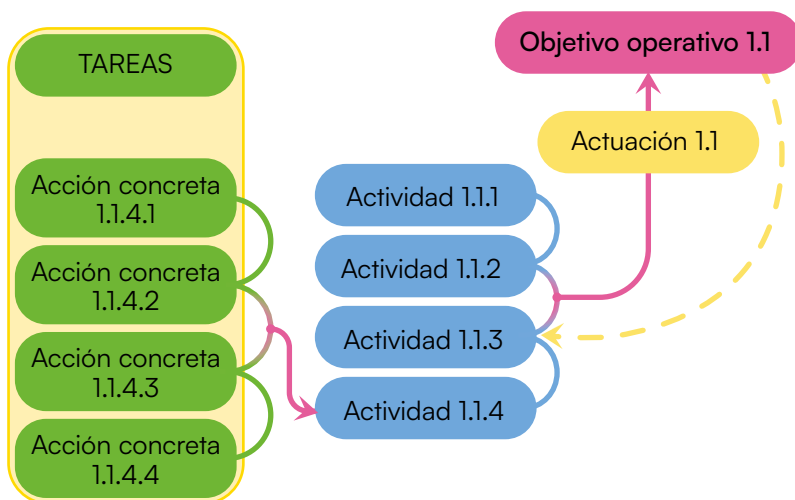 TAREAS
Acción concreta
1.1.4.1
Acción concreta
1.1.4.2
Acción concreta
1.1.4.3
Acción concreta
1.1.4.4
Actividad 1.1.1
Actividad 1.1.2
Actividad 1.1.3
Actividad 1.1.4
Objetivo operativo 1.1
Actuación 1.1